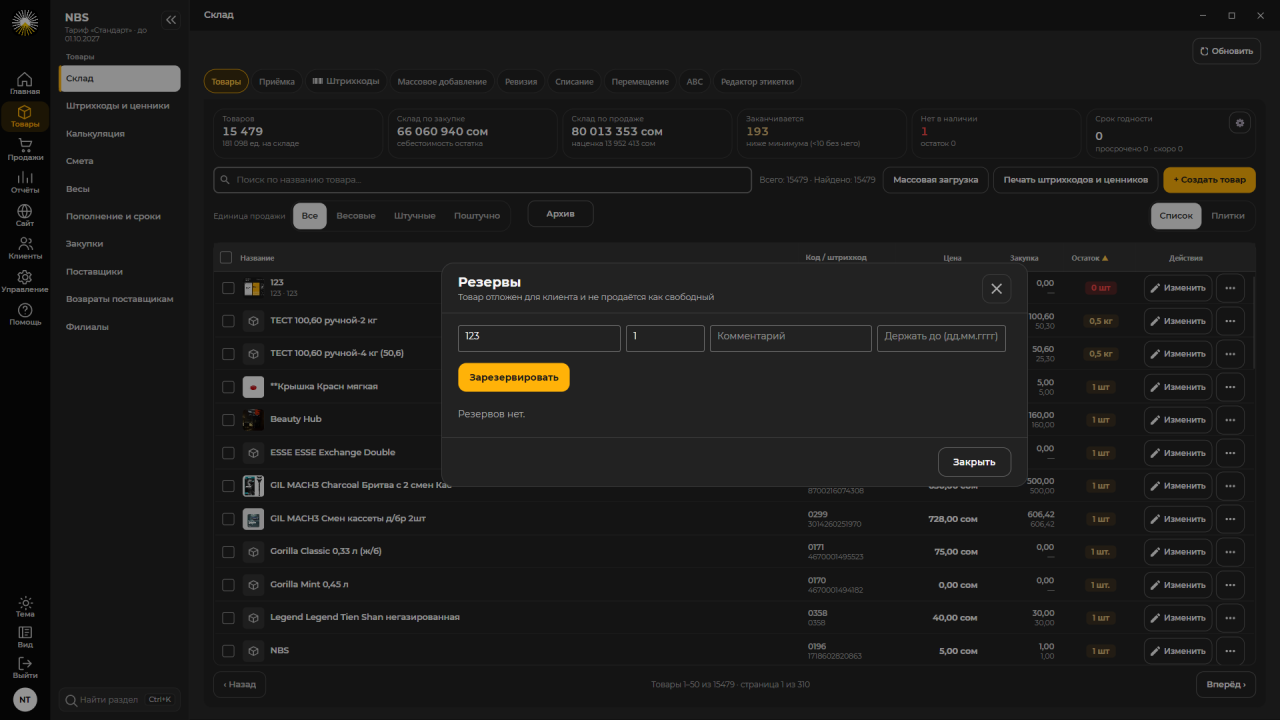 NBS
Тариф «Стандарт» · до
01.10.2027
Главная
Товары
Продажи
Отчёты
Сайт
Клиенты
Управление
Помощь
Тема
Вид
Выйти
NT
Товары
Склад
Штрихкоды и ценники
Калькуляция
Смета
Весы
Пополнение и сроки
Закупки
Поставщики
Возвраты поставщикам
Филиалы
Найти раздел Ctrl+K
Склад
Обновить
Товары Приёмка Штрихкоды Массовое добавление Ревизия Списание Перемещение ABC Редактор этикетки
Товаров
15 479
181 098 ед. на складе
Склад по закупке
66 060 940 сом
себестоимость остатка
Склад по продаже
80 013 353 сом
наценка 13 952 413 сом
Заканчивается
193
ниже минимума (<10 без него)
Нет в наличии
1
остаток 0
Срок годности
0
просрочено 0 · скоро 0
Поиск по названию товара...
Всего: 15479 · Найдено: 15479
Массовая загрузка
Печать штрихкодов и ценников
+ Создать товар
Единица продажи Все Весовые Штучные Поштучно Архив Список Плитки
Название Код / штрихкод Цена Закупка Остаток ▲ Действия
123 0,00 0 шт Изменить
123 · 123 —
ТЕСТ 100,60 ручной-2 кг 100,60 0,5 кг Изменить
50,30
ТЕСТ 100,60 ручной-4 кг (50,6) 50,60 0,5 кг Изменить
25,30
**Крышка Красн мягкая 5,00 1 шт Изменить
5,00
Beauty Hub 160,00 1 шт Изменить
160,00
ESSE ESSE Exchange Double 0,00 1 шт Изменить
—
GIL MACH3 Charcoal Бритва с 2 смен Кас 500,00 1 шт Изменить
8700216074308 500,00
GIL MACH3 Смен кассеты д/бр 2шт 0299 728,00 сом 606,42 1 шт Изменить
3014260251970 606,42
Gorilla Classic 0,33 л (ж/б) 0171 75,00 сом 0,00 1 шт. Изменить
4670001495523 —
Gorilla Mint 0,45 л 0170 0,00 сом 0,00 1 шт. Изменить
4670001494182 —
Legend Legend Tien Shan негазированная 0358 40,00 сом 30,00 1 шт Изменить
0358 30,00
NBS 0196 5,00 сом 1,00 1 шт Изменить
1718602820863 1,00
‹ Назад
Товары 1–50 из 15479 · страница 1 из 310
Вперёд ›
Резервы
Товар отложен для клиента и не продаётся как свободный
123 1 Комментарий Держать до (дд.мм.гггг)
Зарезервировать
Резервов нет.
Закрыть